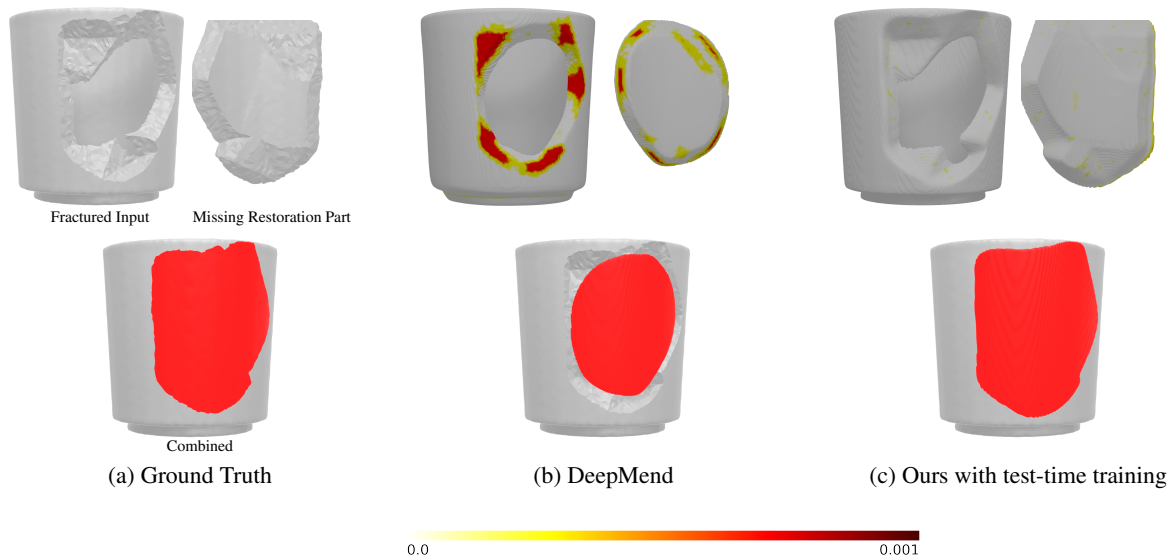 Fractured Input
Missing Restoration Part
Combined
(a) Ground Truth
(b) DeepMend
(c) Ours with test-time training
0.0
0.001